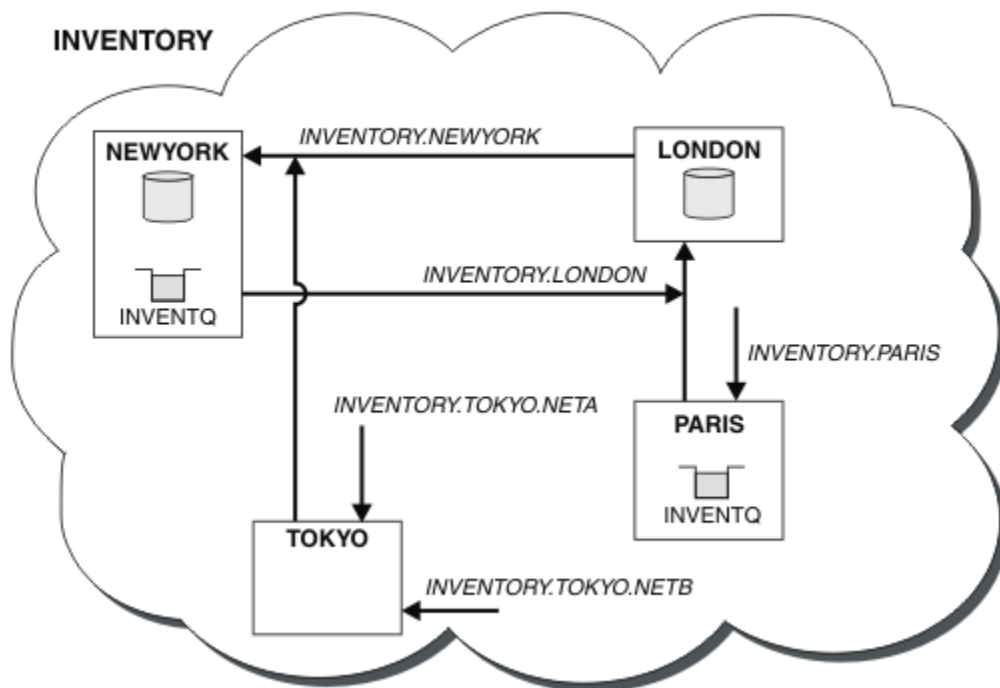 INVENTORY
INVENTORY.NEWYORK
NEWYORK
LONDON
INVENTORY.LONDON
INVENTQ
INVENTORY.PARIS
INVENTORY.TOKYO.NETA
PARIS
INVENTQ
TOKYO
INVENTORY.TOKYO.NETB